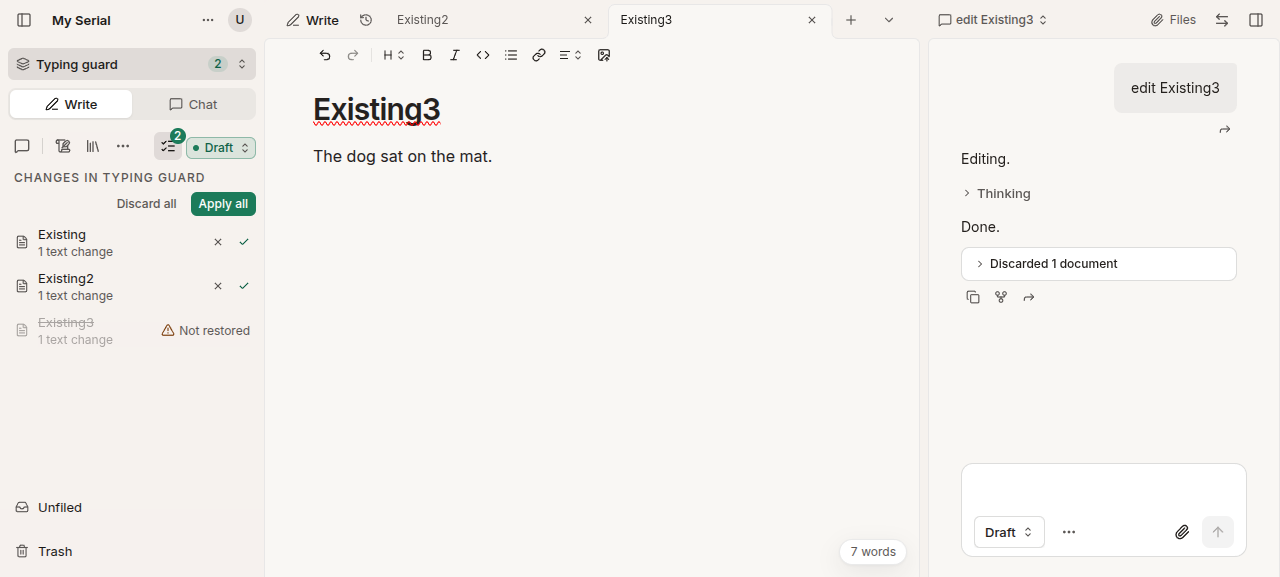 My Serial
U
Typing guard
2
Write
Chat
2
Draft
CHANGES IN TYPING GUARD
Discard all
Apply all
Existing
1 text change
Existing2
1 text change
Existing3
1 text change
Not restored
Unfiled
Trash
Write
Existing2
Existing3
H
B
I
Existing3
The dog sat on the mat.
7 words
edit Existing3
Files
edit Existing3
Editing.
Thinking
Done.
Discarded 1 document
Draft